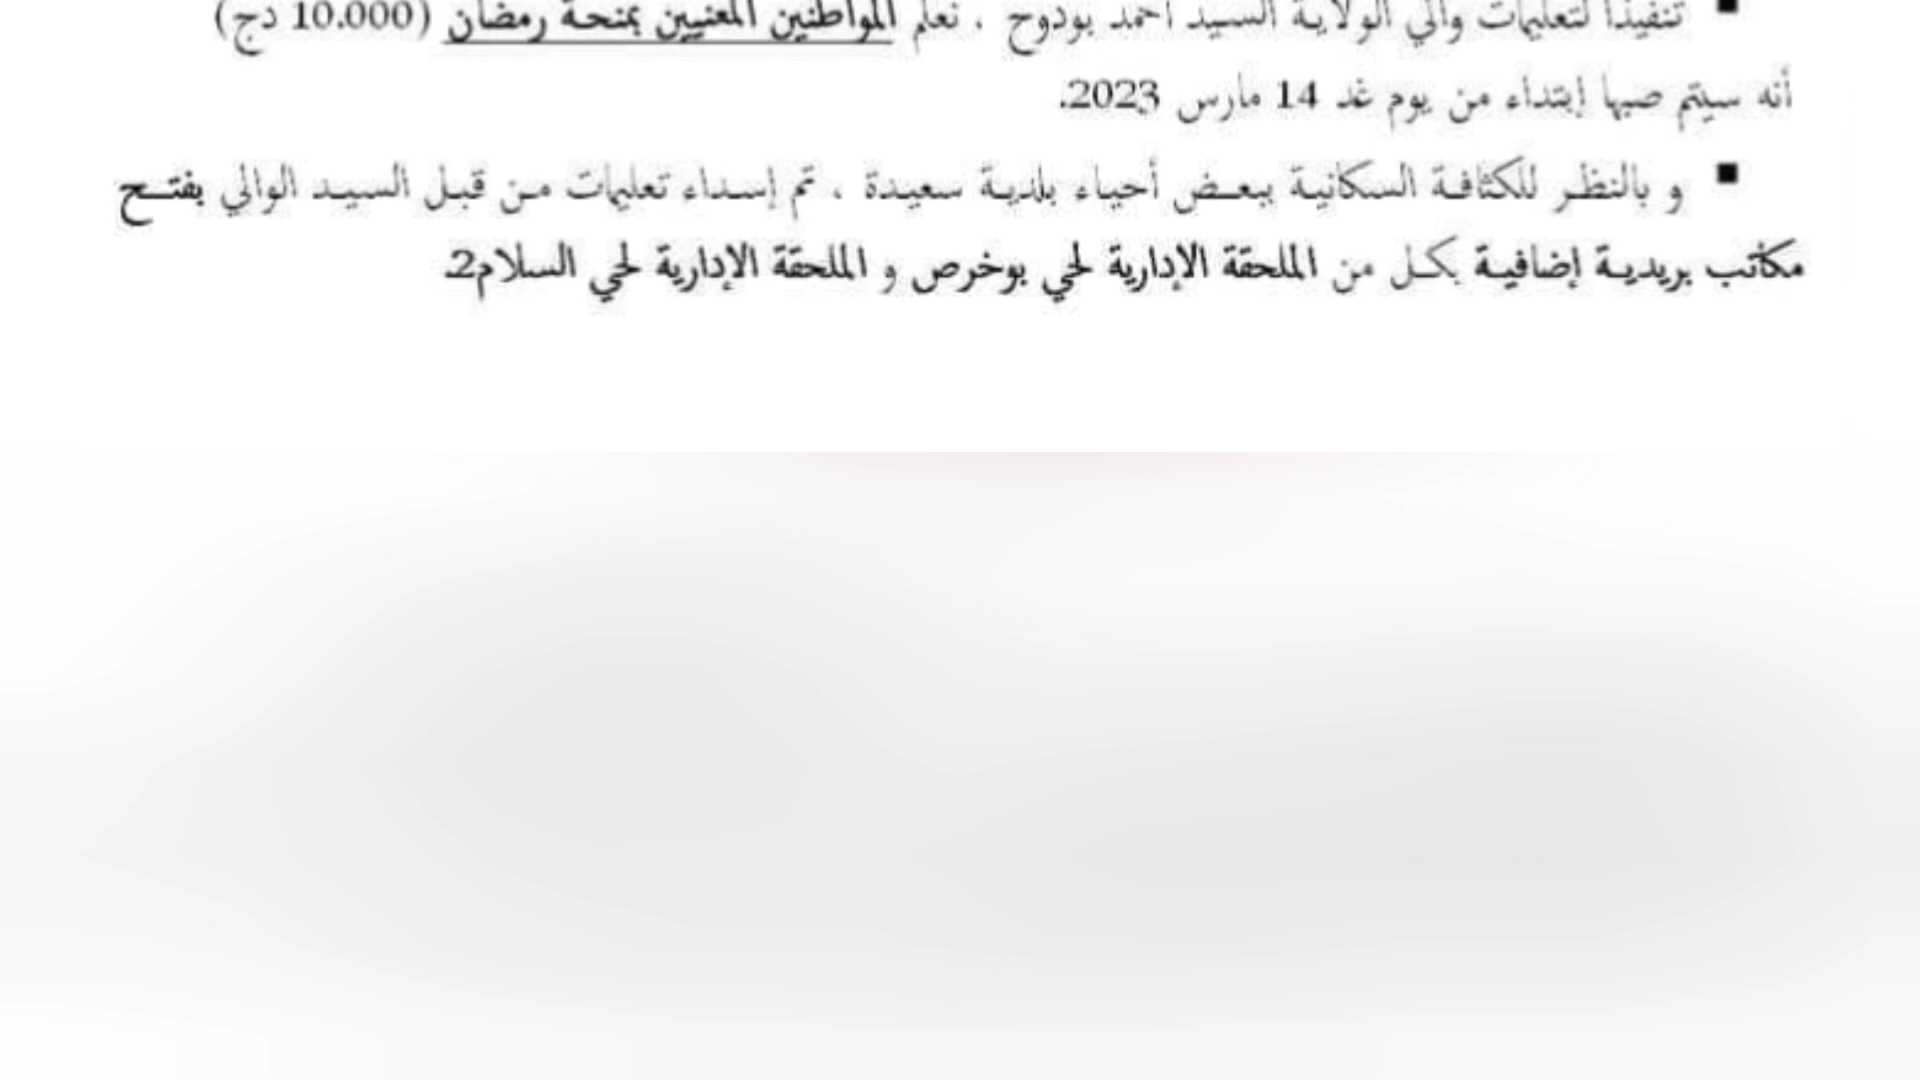 ▪ تنفيذا لتعليمات والي الولاية السيد أحمد بودوح ، نعلم المواطنين المعنيين بمنحة رمضان (10.000 دج)
أنه سيتم صبها إبتداء من يوم غد 14 مارس 2023.
▪ و بالنظر للكثافة السكانية ببعض أحياء بلدية سعيدة ، تم إسداء تعليمات من قبل السيد الوالي بفتح
مكاتب بريدية إضافية بكل من الملحقة الإدارية لحي بوخرص و الملحقة الإدارية لحي السلام2